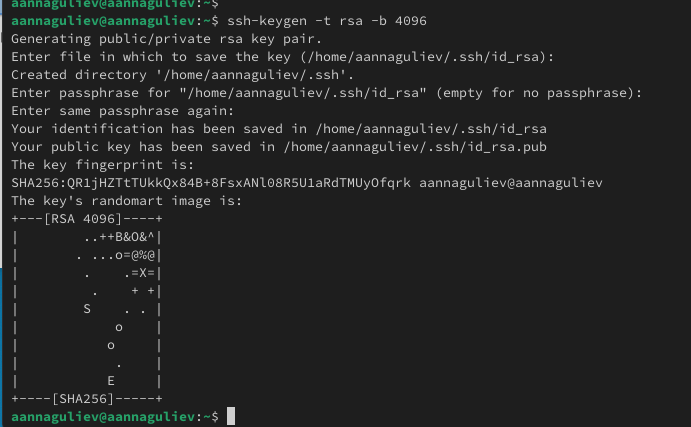 aannaguliev@aannaguliev:~$
aannaguliev@aannaguliev:~$ ssh-keygen -t rsa -b 4096
Generating public/private rsa key pair.
Enter file in which to save the key (/home/aannaguliev/.ssh/id_rsa):
Created directory '/home/aannaguliev/.ssh'.
Enter passphrase for "/home/aannaguliev/.ssh/id_rsa" (empty for no passphrase):
Enter same passphrase again:
Your identification has been saved in /home/aannaguliev/.ssh/id_rsa
Your public key has been saved in /home/aannaguliev/.ssh/id_rsa.pub
The key fingerprint is:
SHA256:QR1jHZTtTUkkQx84B+8FsxANl08R5U1aRdTMUyOfqrk aannaguliev@aannaguliev
The key's randomart image is:
+---[RSA 4096]----+
|        ..++B&O&^|
|       . ...o=@%@|
|        .    .=X=|
|         .    + +|
|        S    . . |
|            o    |
|           o     |
|            .    |
|           E     |
+----[SHA256]-----+
aannaguliev@aannaguliev:~$